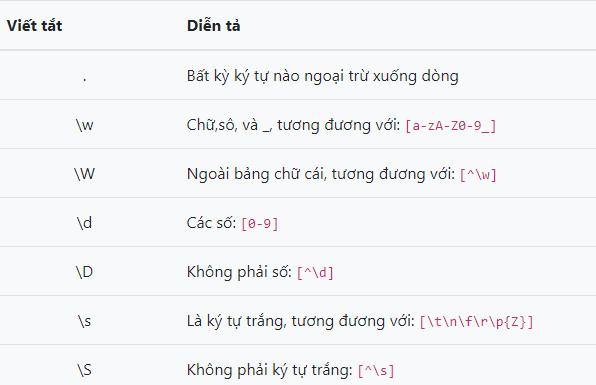 Viết tắt Diễn tả
. Bất kỳ ký tự nào ngoại trừ xuống dòng
\w Chữ,sô, và _, tương đương với: [a-zA-Z0-9_]
\W Ngoài bảng chữ cái, tương đương với: [^\w]
\d Các số: [0-9]
\D Không phải số: [^\d]
\s Là ký tự trắng, tương đương với: [\t\n\f\r\p{Z}]
\S Không phải ký tự trắng: [^\s]